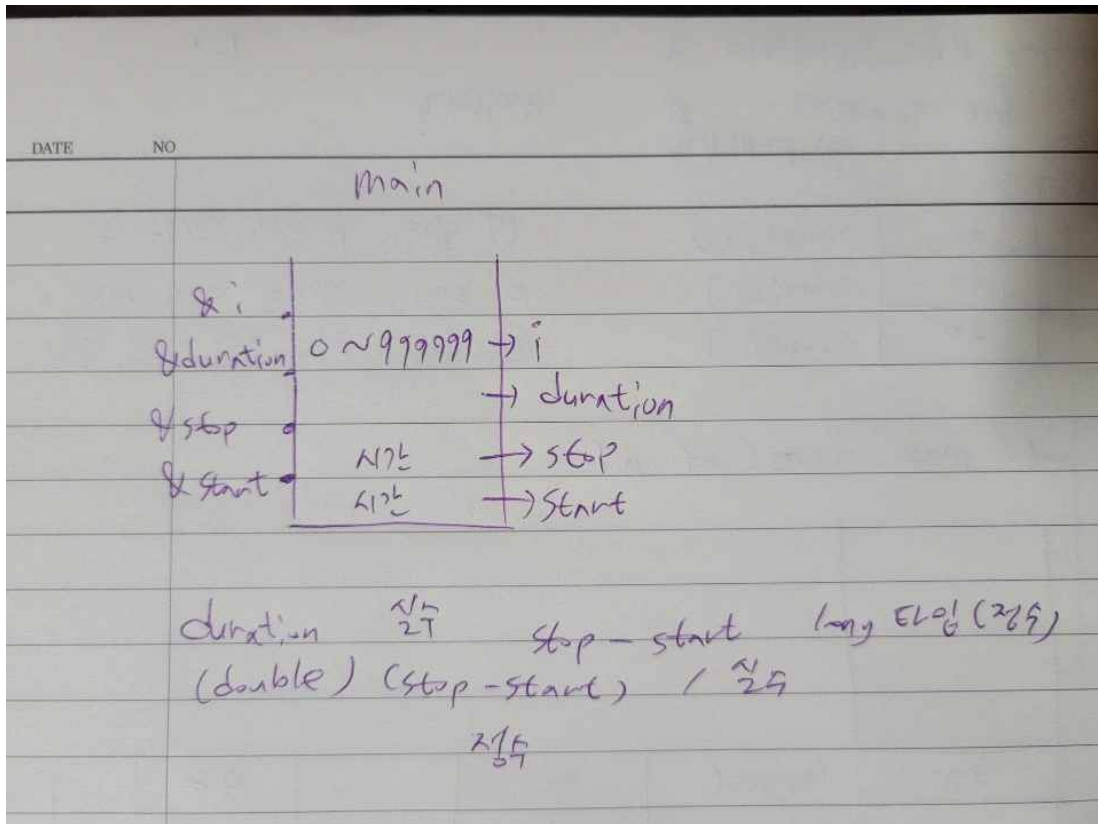 DATE NO
main
&i
&duration 0 ~ 999999 → i
→ duration
&stop
시간 → stop
&start
시간 → start
duration 실수 stop - start long 타입 (정수)
(double) (stop - start) / 실수
정수